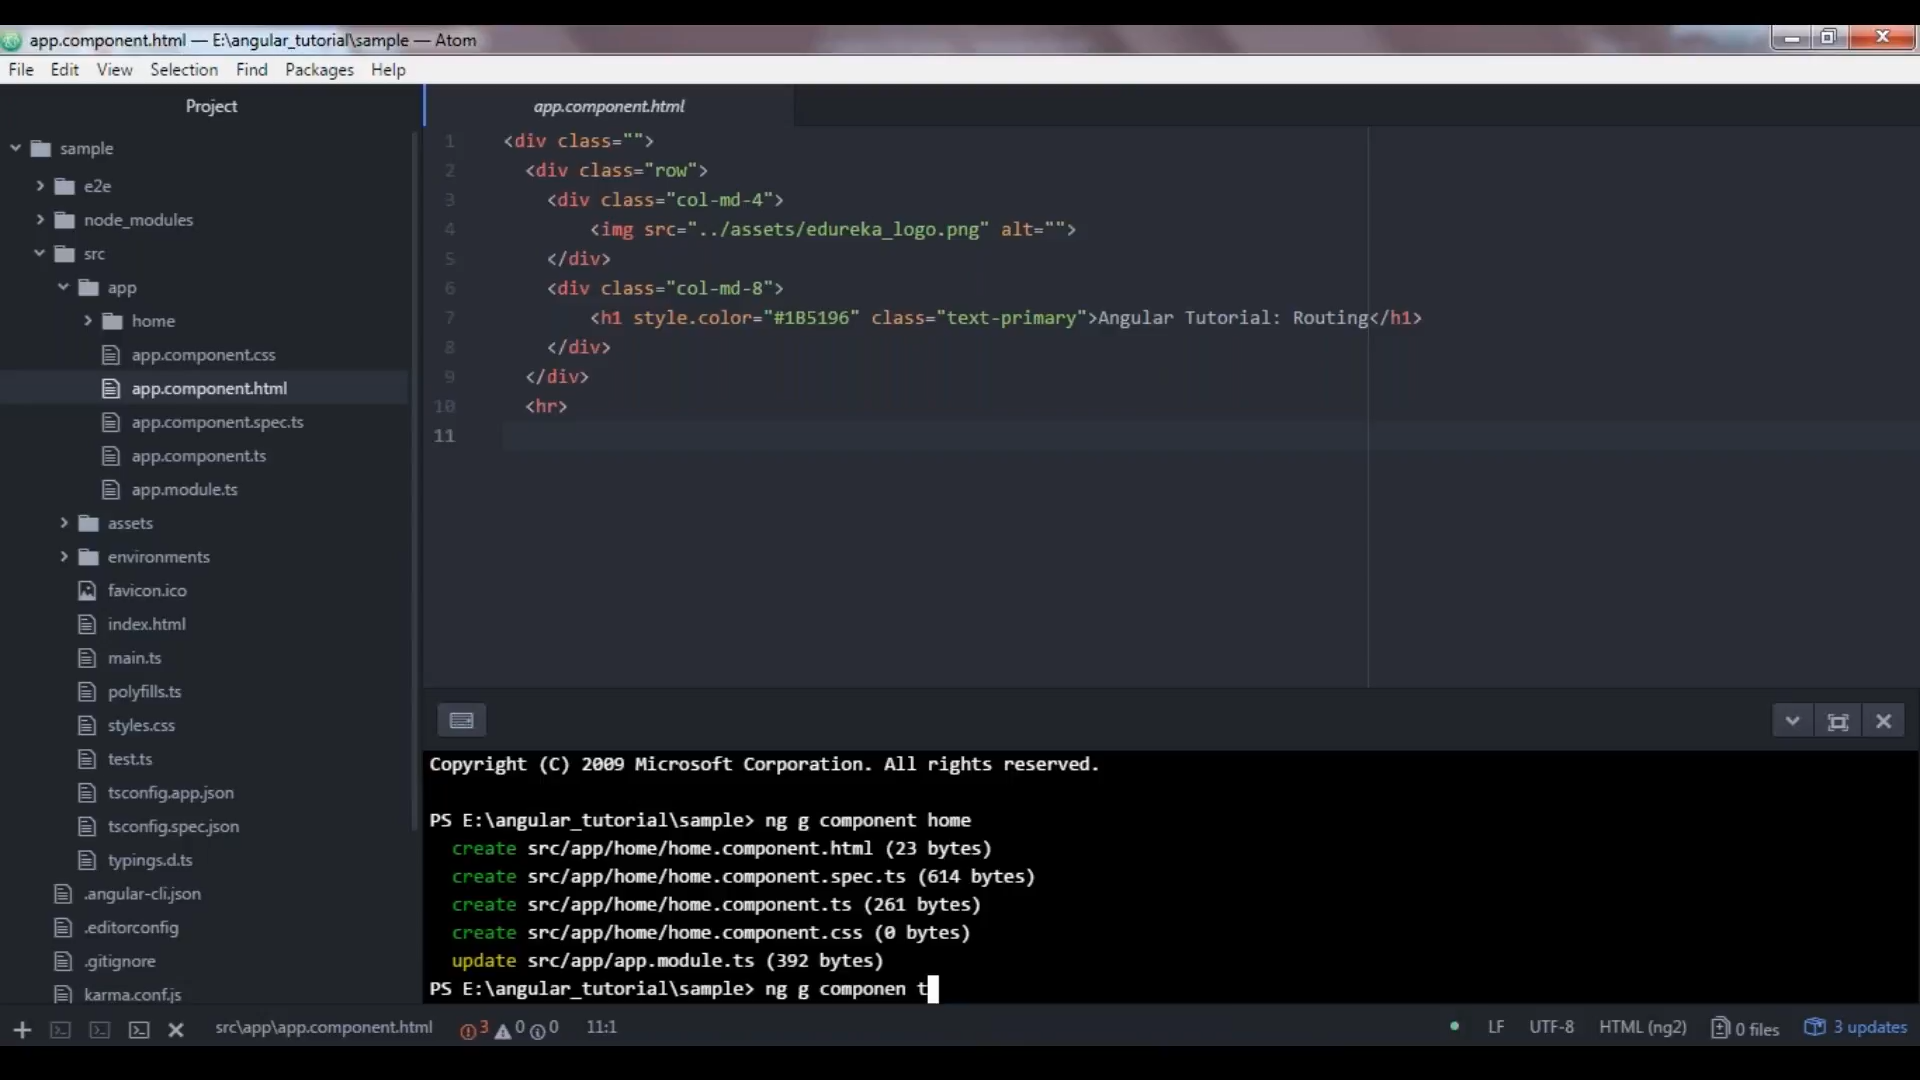 app.component.html — E:\angular_tutorial\sample — Atom
File Edit View Selection Find Packages Help
Project
sample
e2e
node_modules
src
app
home
app.component.css
app.component.html
app.component.spec.ts
app.component.ts
app.module.ts
assets
environments
favicon.ico
index.html
main.ts
polyfills.ts
styles.css
test.ts
tsconfig.app.json
tsconfig.spec.json
typings.d.ts
.angular-cli.json
.editorconfig
.gitignore
karma.conf.js
app.component.html
1 <div class="">
2 <div class="row">
3 <div class="col-md-4">
4 <img src="../assets/edureka_logo.png" alt="">
5 </div>
6 <div class="col-md-8">
7 <h1 style.color="#1B5196" class="text-primary">Angular Tutorial: Routing</h1>
8 </div>
9 </div>
10 <hr>
11
Copyright (C) 2009 Microsoft Corporation. All rights reserved.
PS E:\angular_tutorial\sample> ng g component home
create src/app/home/home.component.html (23 bytes)
create src/app/home/home.component.spec.ts (614 bytes)
create src/app/home/home.component.ts (261 bytes)
create src/app/home/home.component.css (0 bytes)
update src/app/app.module.ts (392 bytes)
PS E:\angular_tutorial\sample> ng g componen t
src\app\app.component.html 3 0 0 11:1 LF UTF-8 HTML (ng2) 0 files 3 updates